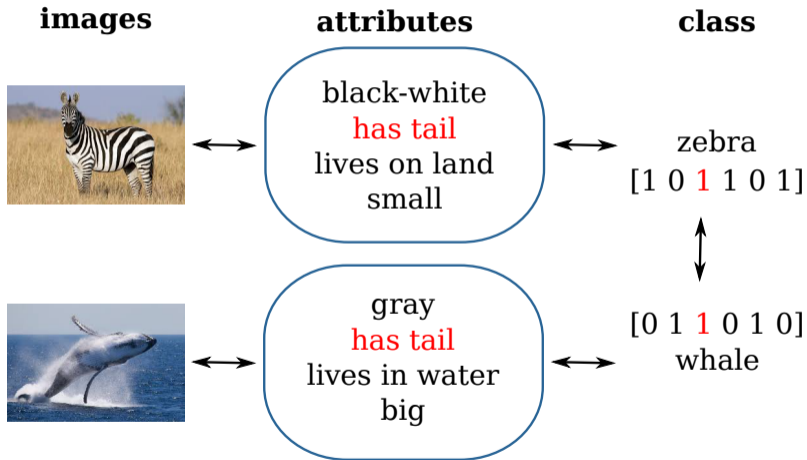 images attributes class
black-white
has tail
lives on land
small
zebra
[1 0 1 1 0 1]
gray
has tail
lives in water
big
[0 1 1 0 1 0]
whale